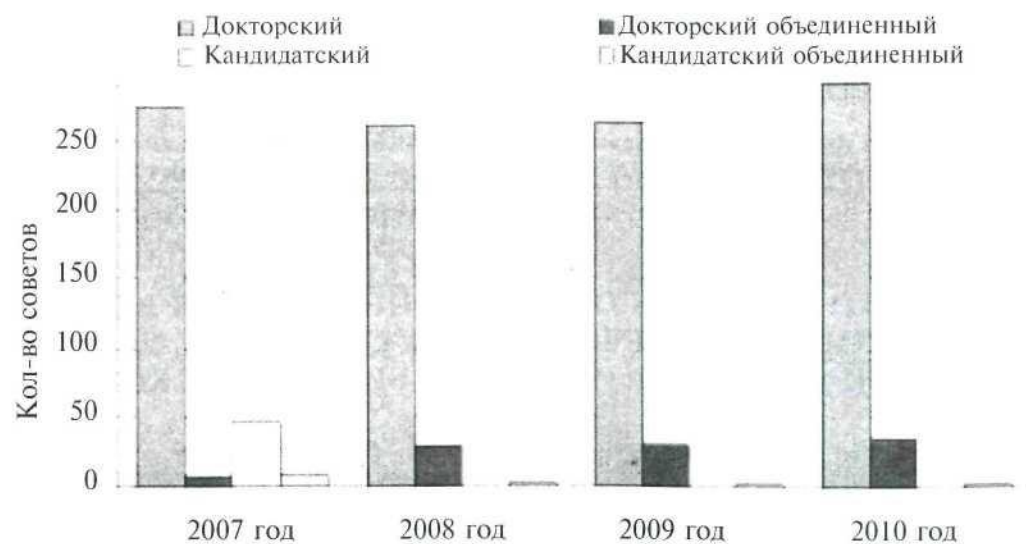 Докторский
Докторский объединенный
Кандидатский
Кандидатский объединенный
Кол-во советов
250
200
150
100
50
0
2007 год
2008 год
2009 год
2010 год